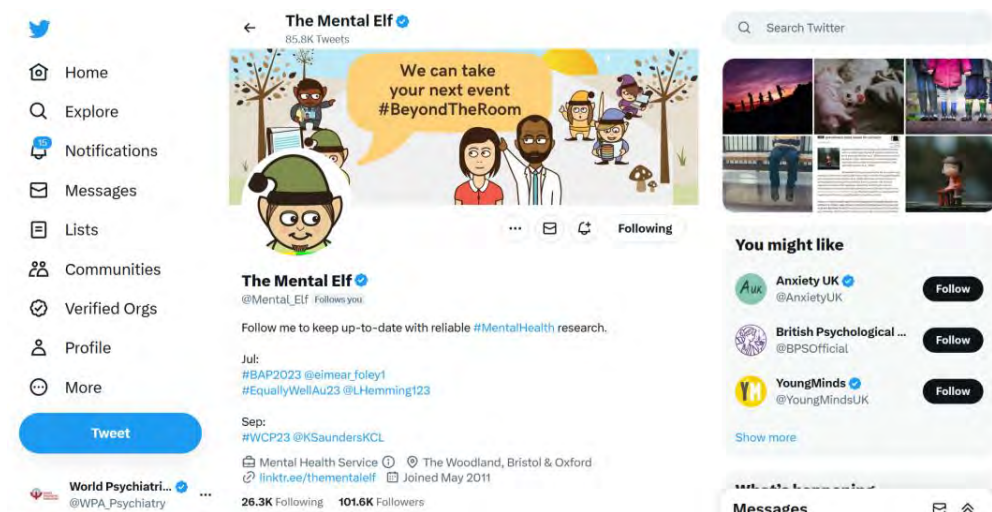 The Mental Elf
85.8K Tweets
Search Twitter
Home
Explore
15
Notifications
Messages
Lists
Communities
Verified Orgs
Profile
More
Tweet
World Psychiatri...
@WPA_Psychiatry
We can take
your next event
#BeyondTheRoom
Following
The Mental Elf
@Mental_Elf Follows you
Follow me to keep up-to-date with reliable #MentalHealth research.
Jul:
#BAP2023 @eimear_foley1
#EquallyWellAu23 @LHemming123
Sep:
#WCP23 @KSaundersKCL
Mental Health Service The Woodland, Bristol & Oxford
linktr.ee/thementalelf Joined May 2011
26.3K Following 101.6K Followers
You might like
AUK
Anxiety UK
@AnxietyUK
Follow
British Psychological ...
@BPSOfficial
Follow
YM
YoungMinds
@YoungMindsUK
Follow
Show more
What's happening
Messages